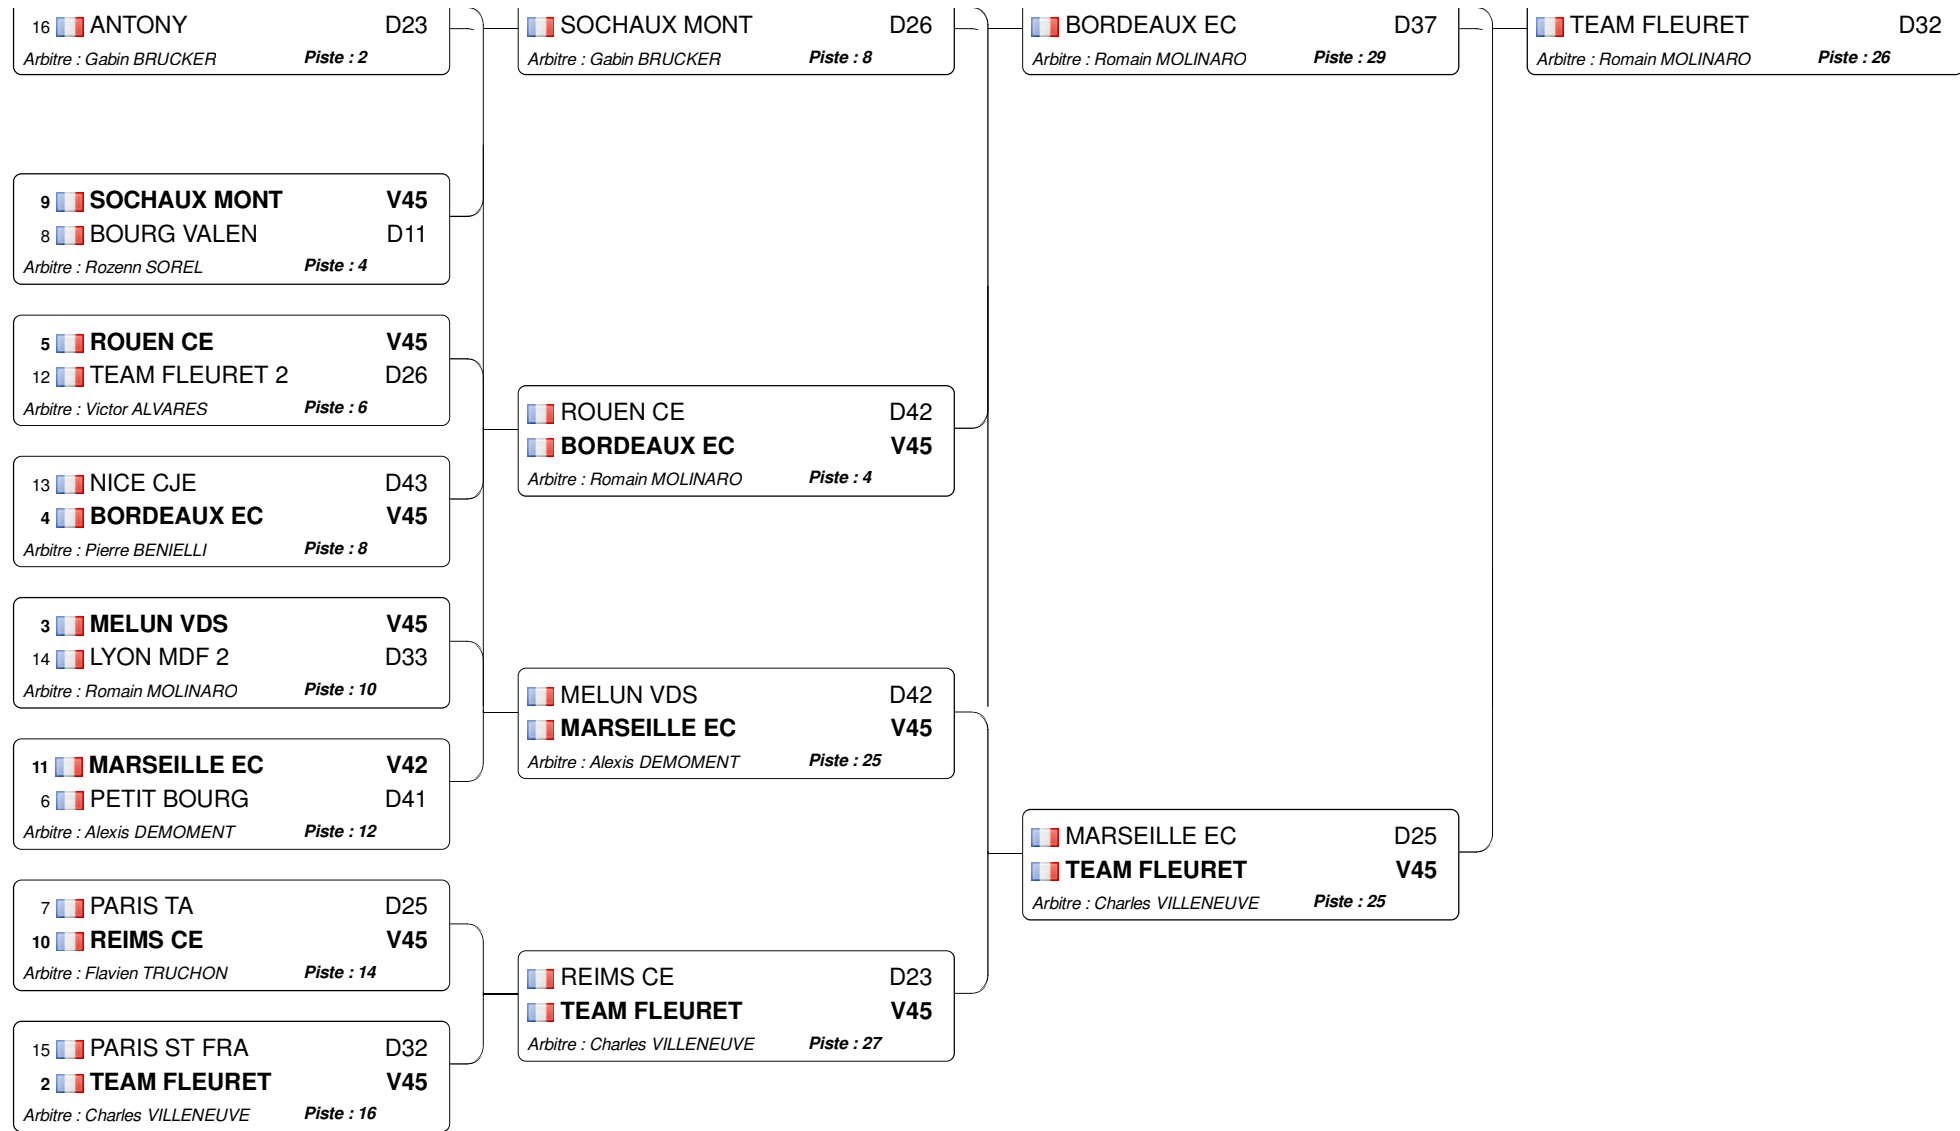 16 ANTONY D23
Arbitre : Gabin BRUCKER Piste : 2
9 SOCHAUX MONT V45
8 BOURG VALEN D11
Arbitre : Rozenn SOREL Piste : 4
5 ROUEN CE V45
12 TEAM FLEURET 2 D26
Arbitre : Victor ALVARES Piste : 6
13 NICE CJE D43
4 BORDEAUX EC V45
Arbitre : Pierre BENIELLI Piste : 8
3 MELUN VDS V45
14 LYON MDF 2 D33
Arbitre : Romain MOLINARO Piste : 10
11 MARSEILLE EC V42
6 PETIT BOURG D41
Arbitre : Alexis DEMOMENT Piste : 12
7 PARIS TA D25
10 REIMS CE V45
Arbitre : Flavien TRUCHON Piste : 14
15 PARIS ST FRA D32
2 TEAM FLEURET V45
Arbitre : Charles VILLENEUVE Piste : 16
SOCHAUX MONT D26
Arbitre : Gabin BRUCKER Piste : 8
ROUEN CE D42
BORDEAUX EC V45
Arbitre : Romain MOLINARO Piste : 4
MELUN VDS D42
MARSEILLE EC V45
Arbitre : Alexis DEMOMENT Piste : 25
REIMS CE D23
TEAM FLEURET V45
Arbitre : Charles VILLENEUVE Piste : 27
BORDEAUX EC D37
Arbitre : Romain MOLINARO Piste : 29
MARSEILLE EC D25
TEAM FLEURET V45
Arbitre : Charles VILLENEUVE Piste : 25
TEAM FLEURET D32
Arbitre : Romain MOLINARO Piste : 26